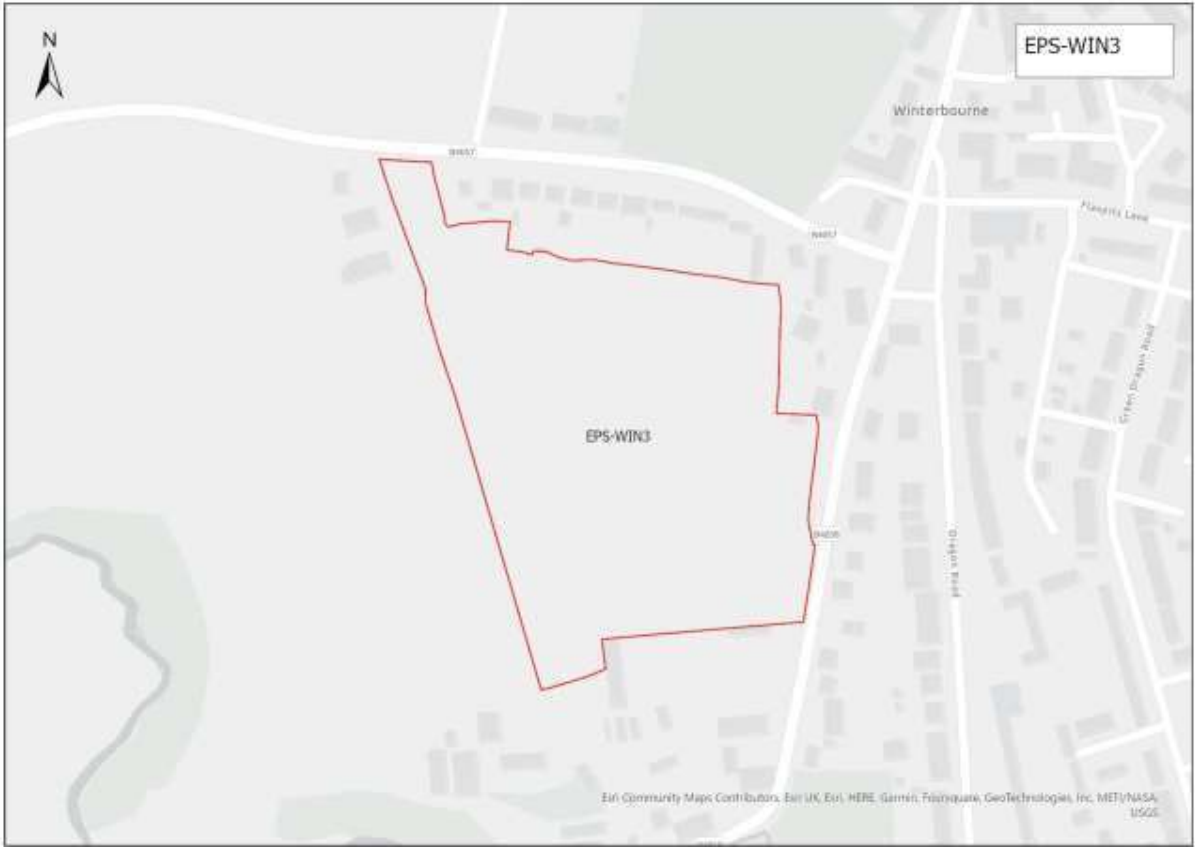 N
EPS-WIN3
Winterbourne
B4057
Flaxpits Lane
B4057
Green Dragon Road
EPS-WIN3
Dragon Road
Esri Community Maps Contributors, Esri UK, Esri, HERE, Garmin, Foursquare, GeoTechnologies, Inc, METI/NASA,
USGS